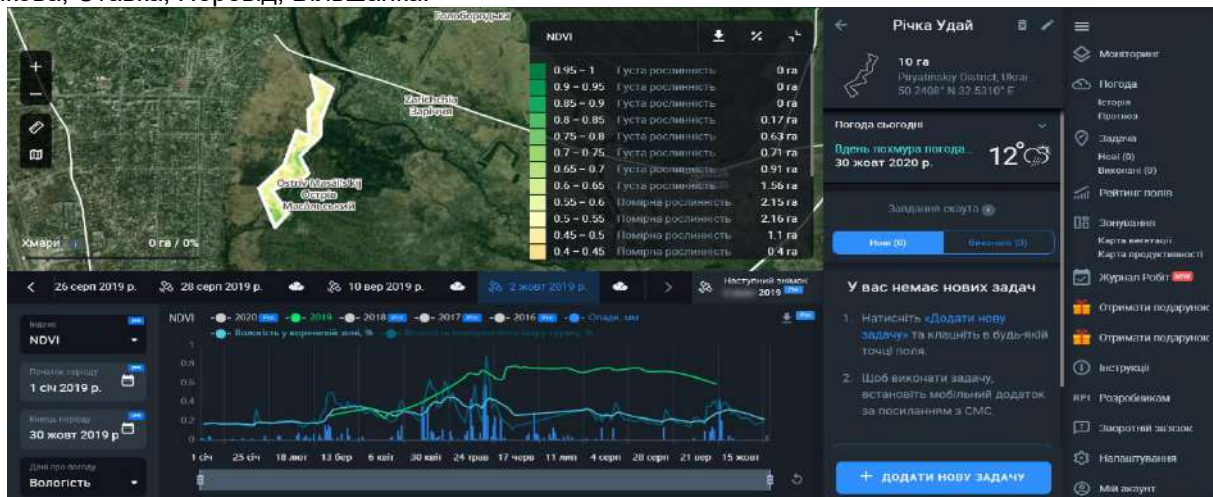 Голобородька
Zarichchia
Заріччя
Ostriv Masalskij
Острів
Масальський
Хмари
0 га / 0%
NDVI
0.95 – 1 Густа рослинність 0 га
0.9 – 0.95 Густа рослинність 0 га
0.85 – 0.9 Густа рослинність 0 га
0.8 – 0.85 Густа рослинність 0.17 га
0.75 – 0.8 Густа рослинність 0.63 га
0.7 – 0.75 Густа рослинність 0.71 га
0.65 – 0.7 Густа рослинність 0.91 га
0.6 – 0.65 Густа рослинність 1.56 га
0.55 – 0.6 Помірна рослинність 2.15 га
0.5 – 0.55 Помірна рослинність 2.16 га
0.45 – 0.5 Помірна рослинність 1.1 га
0.4 – 0.45 Помірна рослинність 0.4 га
26 серп 2019 р. 28 серп 2019 р. 10 вер 2019 р. 2 жовт 2019 р. Наступний знімок
2019
Індекс
NDVI
Початок періоду
1 січ 2019 р.
Кінець періоду
30 жовт 2019 р
Дані про погоду
Вологість
NDVI 2020 2019 2018 2017 2016 Опади, мм
Вологість у кореневій зоні, %
1
0.8
0.6
0.4
0.2
0
1 січ 25 січ 18 лют 13 бер 6 квіт 30 квіт 24 трав 17 черв 11 лип 4 серп 28 серп 21 вер 15 жовт
Річка Удай
10 га
Pyryatinskiy District, Ukrai...
50.2408° N 32.5310° E
Погода сьогодні
Вдень похмура погода...
30 жовт 2020 р.
12°
Завдання скаута
Нові (0) Виконані (0)
У вас немає нових задач
1. Натисніть «Додати нову
задачу» та клацніть в будь-якій
точці поля.
2. Щоб виконати задачу,
встановіть мобільний додаток
за посиланням з СМС.
+ ДОДАТИ НОВУ ЗАДАЧУ
Моніторинг
Погода
Історія
Прогноз
Задача
Нові (0)
Виконані (0)
Рейтинг полів
Зонування
Карта вегетації
Карта продуктивності
Журнал Робіт NEW
Отримати подарунок
Отримати подарунок
Інструкції
API Розробникам
Зворотній зв'язок
Налаштування
Мій акаунт